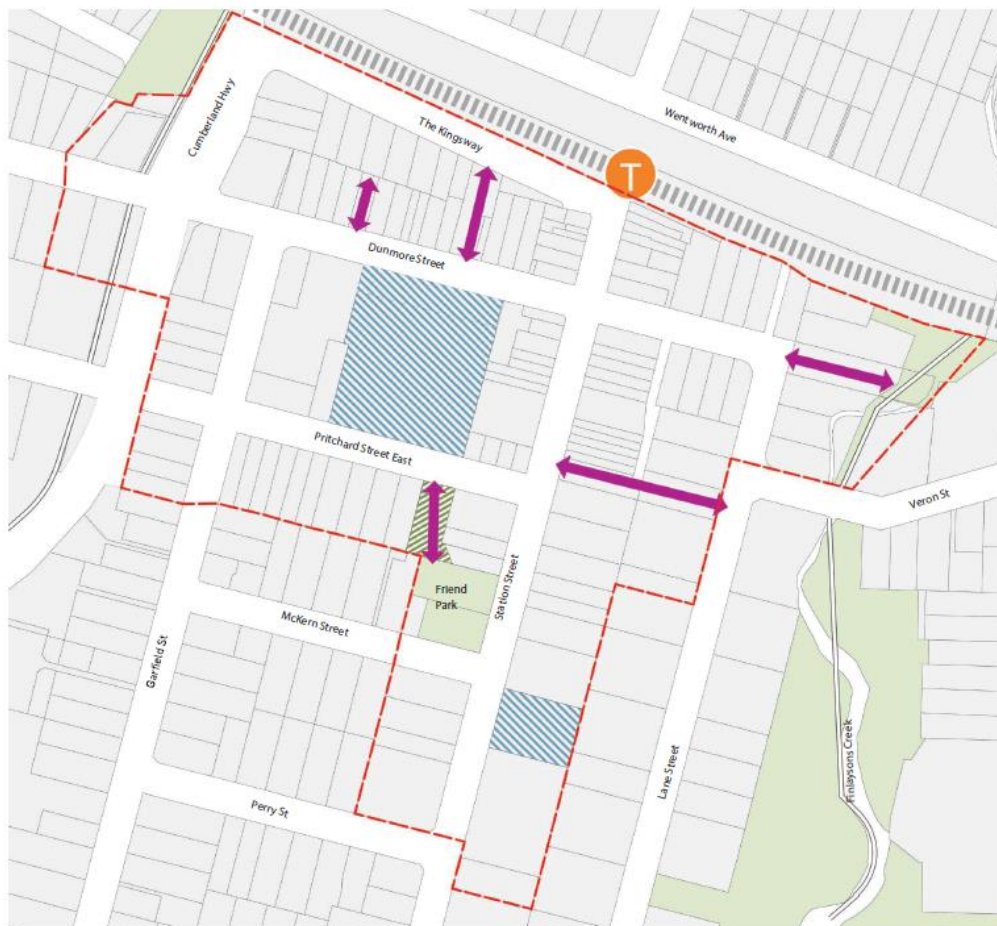 Cumberland Hwy
The Kingsway
Wentworth Ave
T
Dunmore Street
Pritchard Street East
Veron St
Friend
Park
Station Street
McKern Street
Garfield St
Lane Street
Finlaysons Creek
Perry St